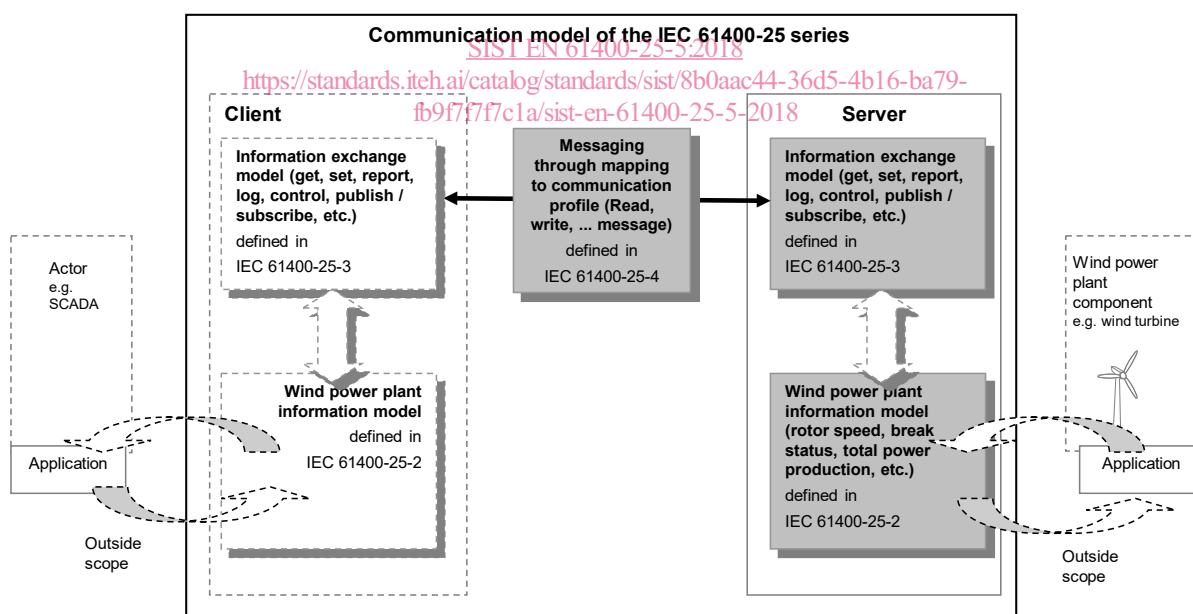 Communication model of the IEC 61400-25 series
SIST EN 61400-25-5:2018
https://standards.iteh.ai/catalog/standards/sist/8b0aac44-36d5-4b16-ba79-
fb9f7f7f7c1a/sist-en-61400-25-5-2018
Client
Information exchange
model (get, set, report,
log, control, publish /
subscribe, etc.)
defined in
IEC 61400-25-3
Messaging
through mapping
to communication
profile (Read,
write, ... message)
defined in
IEC 61400-25-4
Server
Information exchange
model (get, set, report,
log, control, publish /
subscribe, etc.)
defined in
IEC 61400-25-3
Actor
e.g.
SCADA
Wind power
plant
component
e.g. wind turbine
Wind power plant
information model
defined in
IEC 61400-25-2
Wind power plant
information model
(rotor speed, break
status, total power
production, etc.)
defined in
IEC 61400-25-2
Application
Application
Outside
scope
Outside
scope